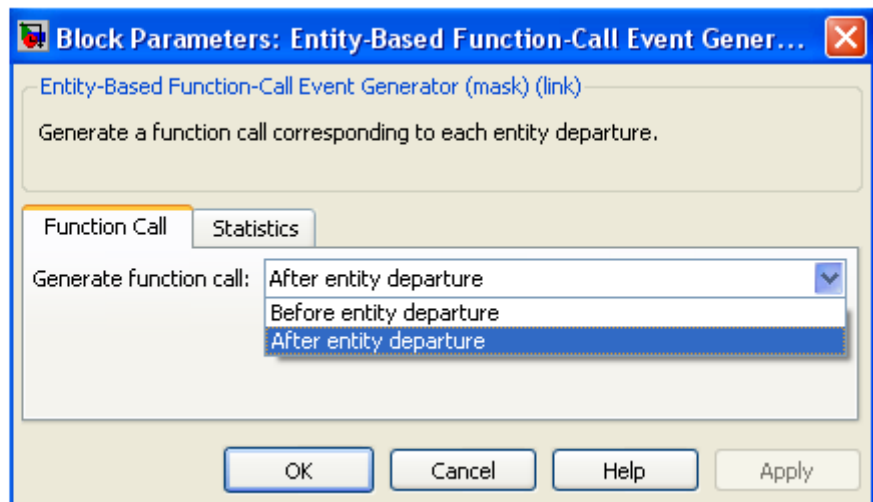 Block Parameters: Entity-Based Function-Call Event Gener...
Entity-Based Function-Call Event Generator (mask) (link)
Generate a function call corresponding to each entity departure.
Function Call Statistics
Generate function call: After entity departure
Before entity departure
After entity departure
OK Cancel Help Apply